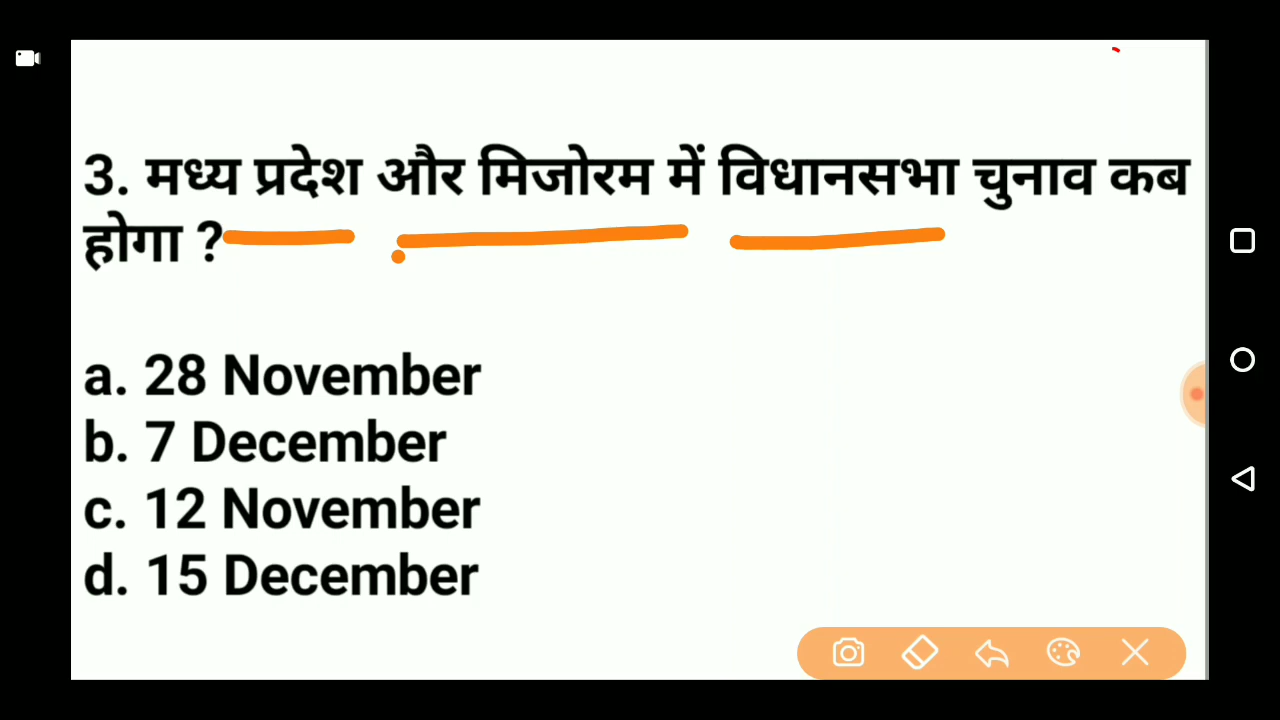 3. मध्य प्रदेश और मिजोरम में विधानसभा चुनाव कब
होगा ?
a. 28 November
b. 7 December
c. 12 November
d. 15 December